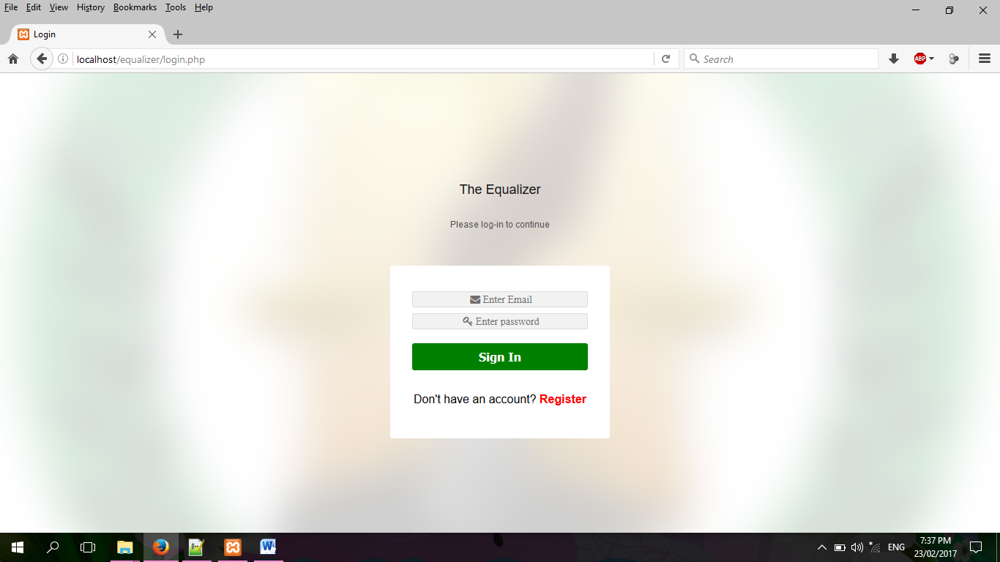 File Edit View History Bookmarks Tools Help
Login
localhost/equalizer/login.php
Search
ABP
The Equalizer
Please log-in to continue
Enter Email
Enter password
Sign In
Don't have an account? Register
ENG
7:37 PM
23/02/2017